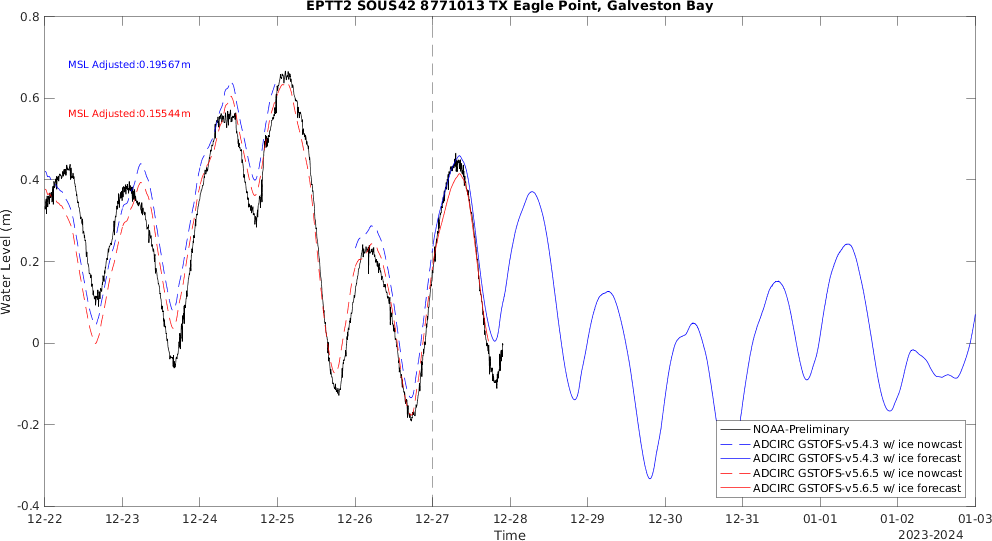 EPTT2 SOUS42 8771013 TX Eagle Point, Galveston Bay
0.8
0.6
0.4
0.2
0
-0.2
-0.4
Water Level (m)
MSL Adjusted:0.19567m
MSL Adjusted:0.15544m
NOAA-Preliminary
ADCIRC GSTOFS-v5.4.3 w/ ice nowcast
ADCIRC GSTOFS-v5.4.3 w/ ice forecast
ADCIRC GSTOFS-v5.6.5 w/ ice nowcast
ADCIRC GSTOFS-v5.6.5 w/ ice forecast
12-22 12-23 12-24 12-25 12-26 12-27 12-28 12-29 12-30 12-31 01-01 01-02 01-03
Time
2023-2024